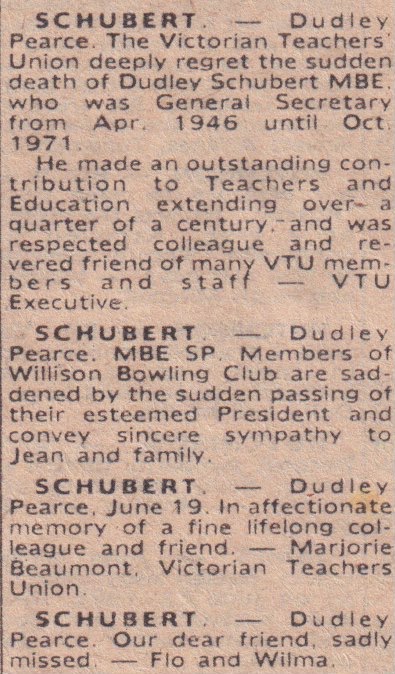 SCHUBERT. — Dudley
Pearce. The Victorian Teachers'
Union deeply regret the sudden
death of Dudley Schubert MBE,
who was General Secretary
from Apr. 1946 until Oct.
1971.
He made an outstanding con-
tribution to Teachers and
Education extending over a
quarter of a century, and was
respected colleague and re-
vered friend of many VTU mem-
bers and staff — VTU
Executive.
SCHUBERT. — Dudley
Pearce. MBE SP. Members of
Willison Bowling Club are sad-
dened by the sudden passing of
their esteemed President and
convey sincere sympathy to
Jean and family.
SCHUBERT. — Dudley
Pearce, June 19. In affectionate
memory of a fine lifelong col-
league and friend. — Marjorie
Beaumont, Victorian Teachers
Union.
SCHUBERT. — Dudley
Pearce. Our dear friend, sadly
missed. — Flo and Wilma.